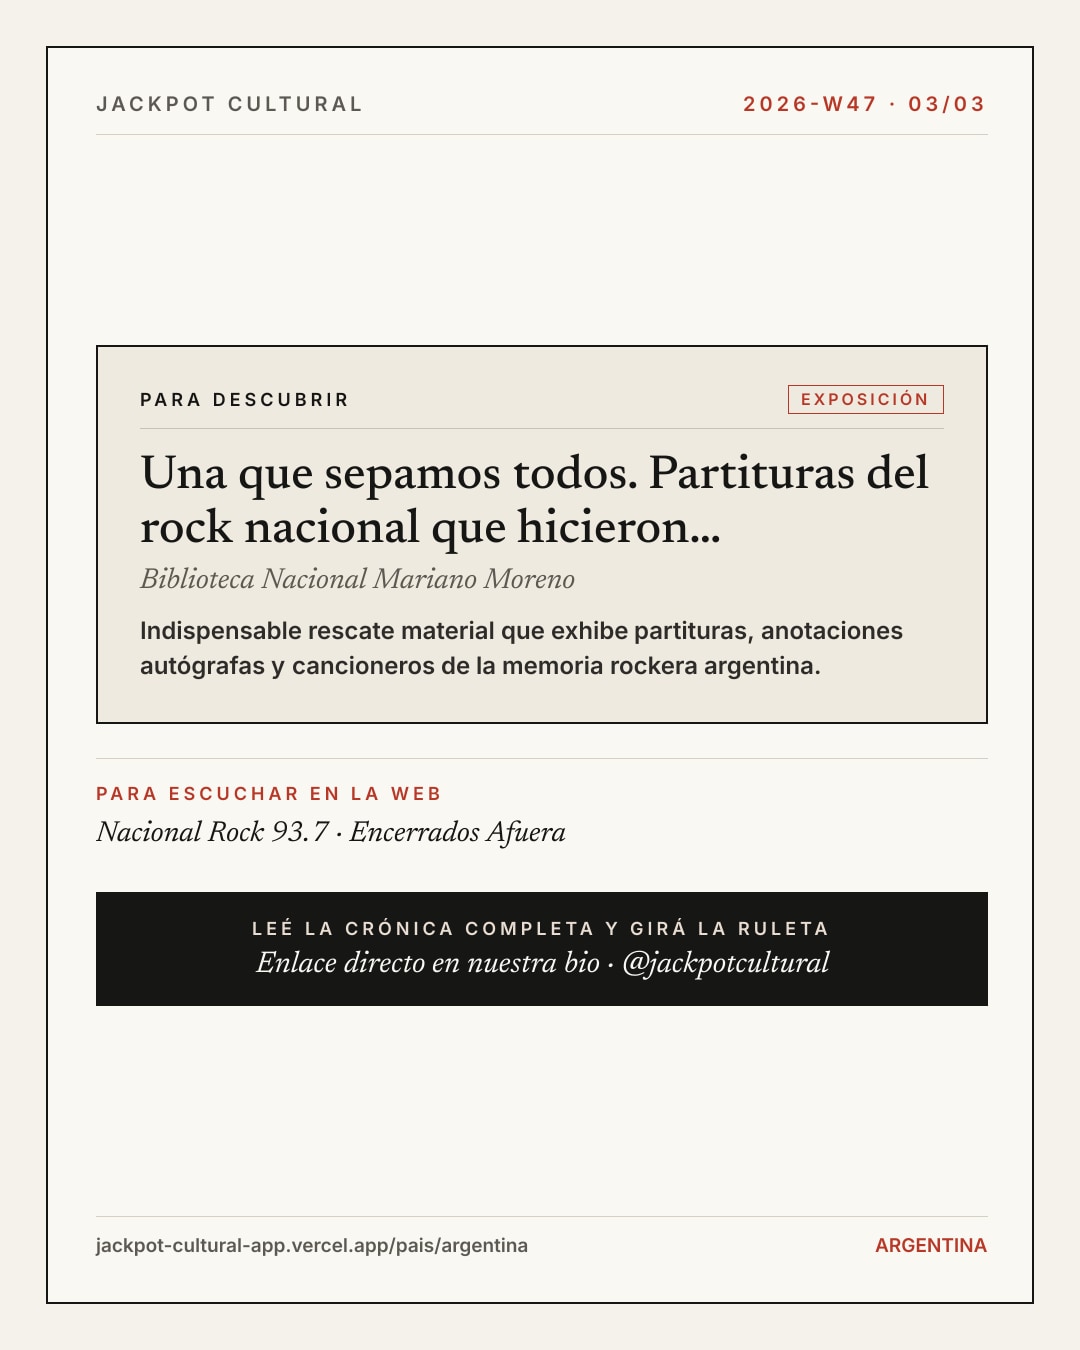 JACKPOT CULTURAL
2026-W47 · 03/03
PARA DESCUBRIR
EXPOSICIÓN
Una que sepamos todos. Partituras del
rock nacional que hicieron...
Biblioteca Nacional Mariano Moreno
Indispensable rescate material que exhibe partituras, anotaciones
autógrafas y cancioneros de la memoria rockera argentina.
PARA ESCUCHAR EN LA WEB
Nacional Rock 93.7 · Encerrados Afuera
LEÉ LA CRÓNICA COMPLETA Y GIRÁ LA RULETA
Enlace directo en nuestra bio · @jackpotcultural
jackpot-cultural-app.vercel.app/pais/argentina
ARGENTINA